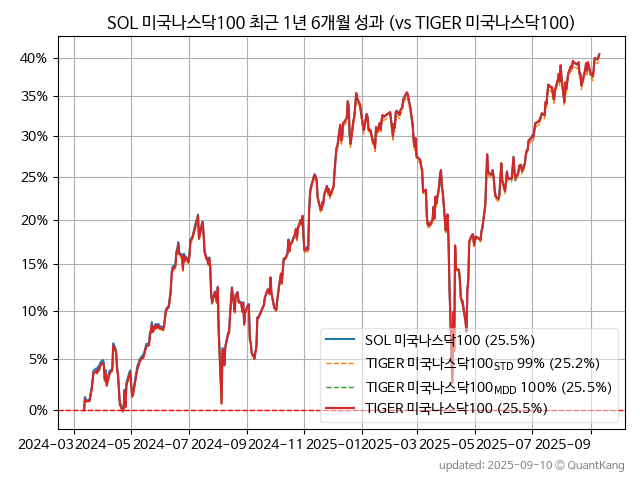 SOL 미국나스닥100 최근 1년 6개월 성과 (vs TIGER 미국나스닥100)
40%
35%
30%
25%
20%
15%
10%
5%
0%
SOL 미국나스닥100 (25.5%)
TIGER 미국나스닥100STD 99% (25.2%)
TIGER 미국나스닥100MDD 100% (25.5%)
TIGER 미국나스닥100 (25.5%)
2024-03 2024-05 2024-07 2024-09 2024-11 2025-01 2025-03 2025-05 2025-07 2025-09
updated: 2025-09-10 © QuantKang